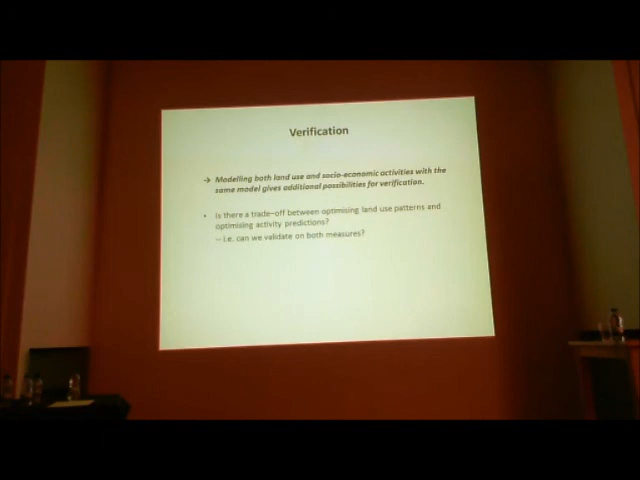 Verification
→ Modelling both land use and socio-economic activities with the
same model gives additional possibilities for verification.
• Is there a trade-off between optimising land use patterns and
optimising activity predictions?
– i.e. can we validate on both measures?